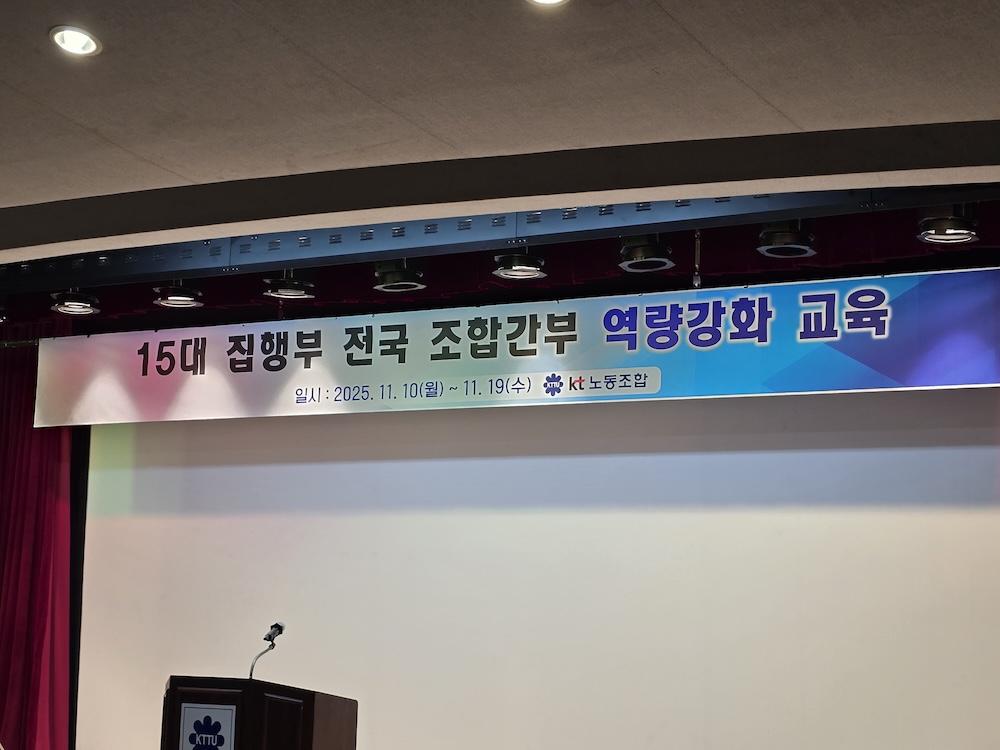 15대 집행부 전국 조합간부 역량강화 교육
일시 : 2025. 11. 10(월) ~ 11. 19(수) KTTU kt 노동조합
KTTU